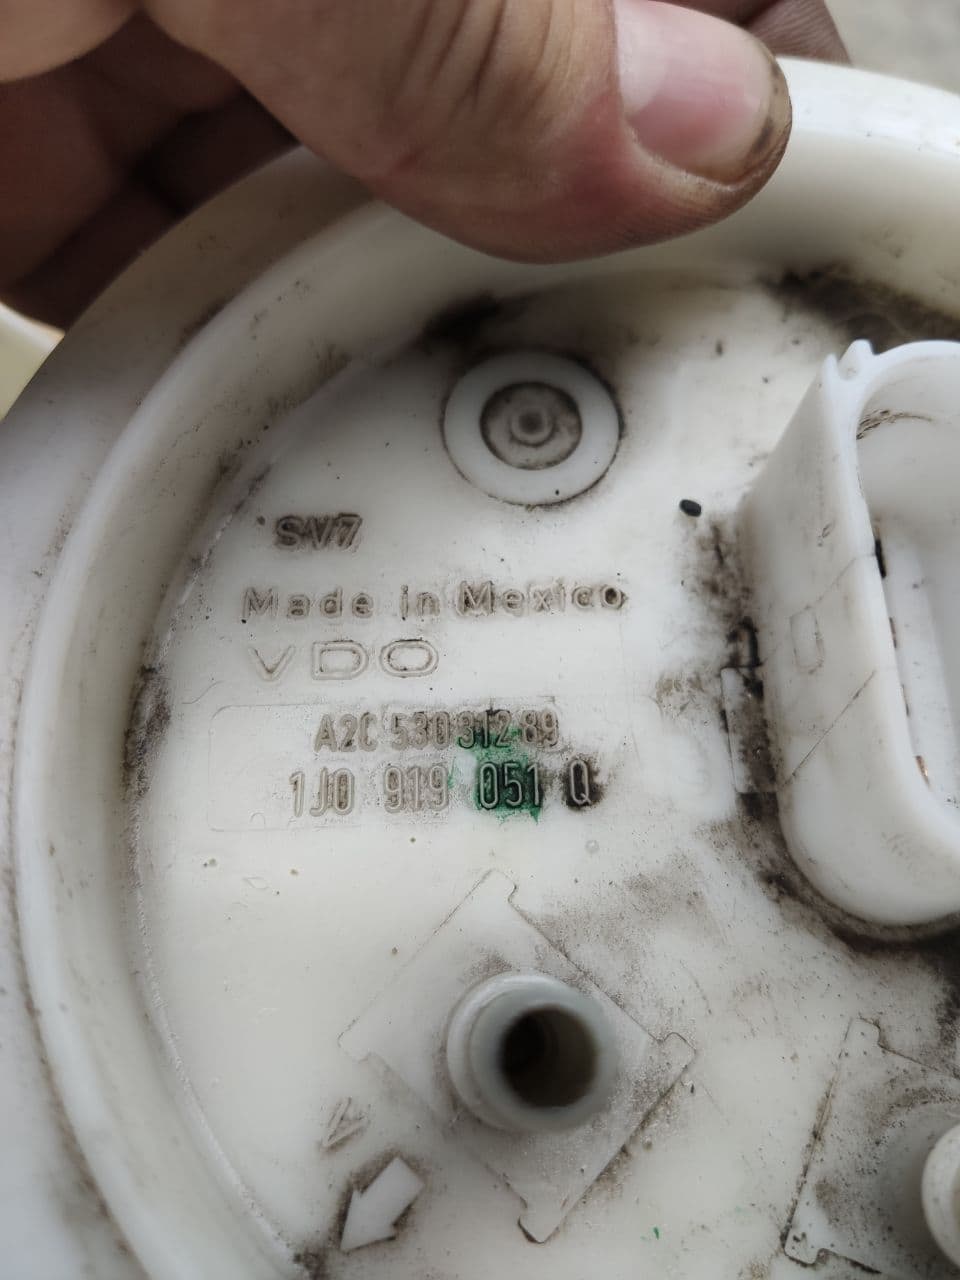 SV7
Made in Mexico
VDO
A2C 530 312 89
1J0 919 051 Q